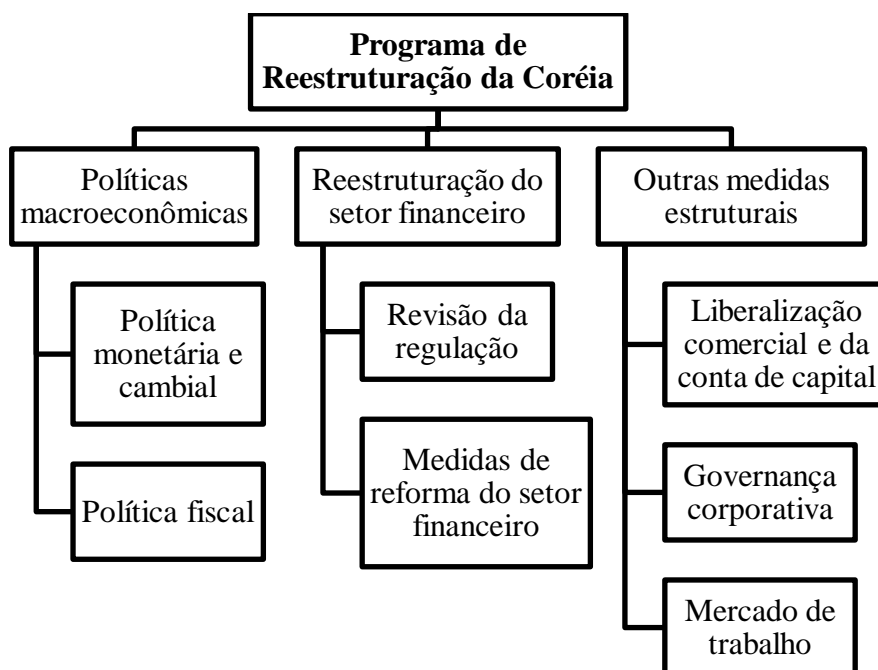 Programa de
Reestruturação da Coréia
Políticas
macroeconômicas
Política
monetária e
cambial
Política fiscal
Reestruturação do
setor financeiro
Revisão da
regulação
Medidas de
reforma do setor
financeiro
Outras medidas
estruturais
Liberalização
comercial e da
conta de capital
Governança
corporativa
Mercado de
trabalho